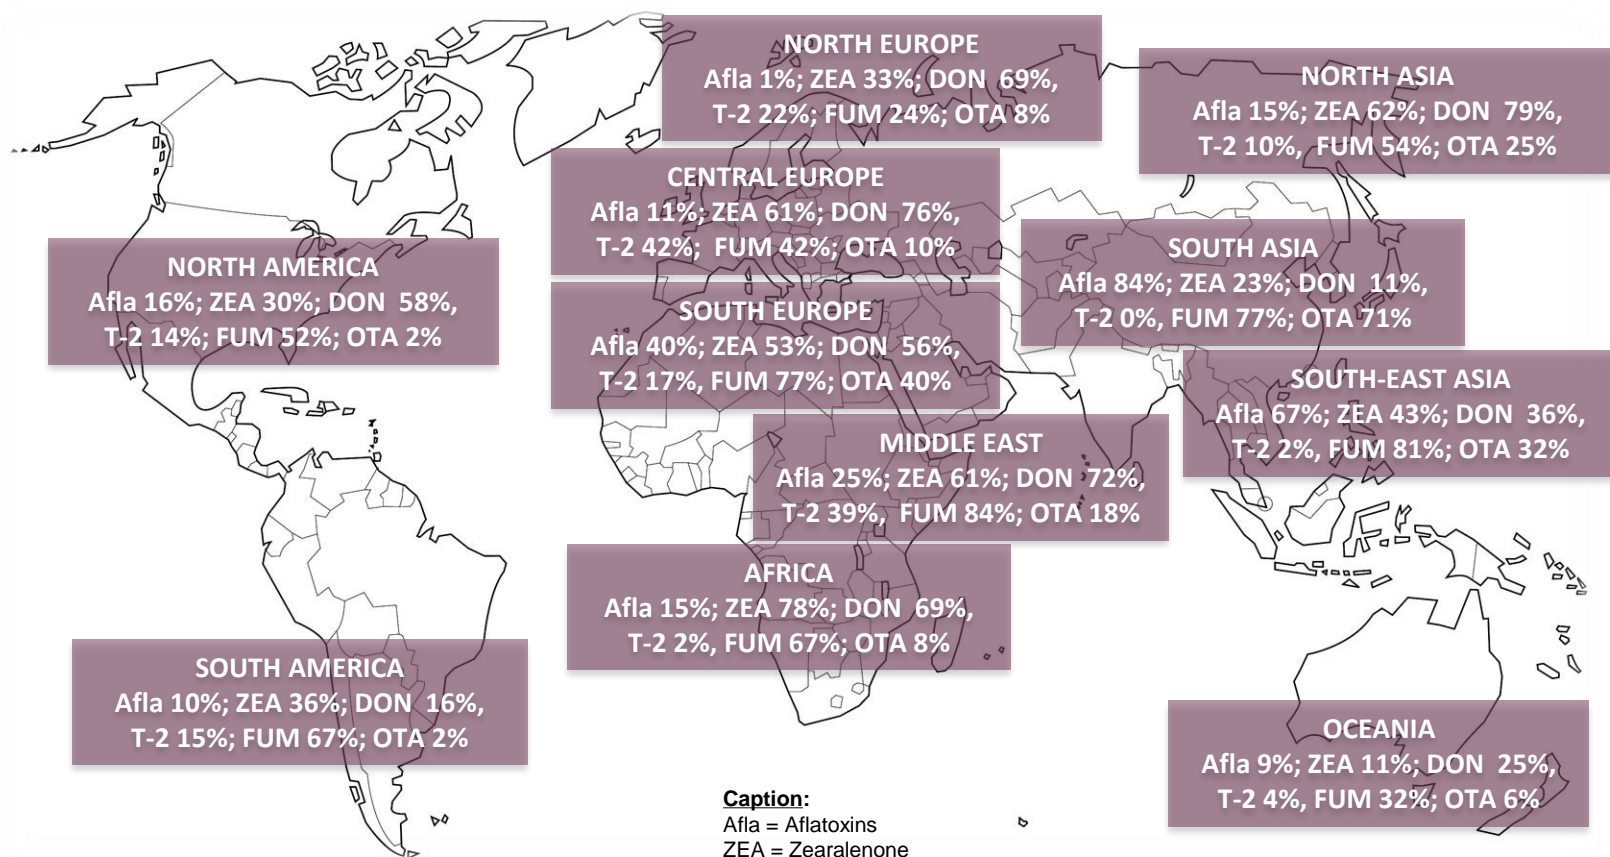 NORTH EUROPE
Afla 1%; ZEA 33%; DON 69%,
T-2 22%; FUM 24%; OTA 8%
NORTH ASIA
Afla 15%; ZEA 62%; DON 79%,
T-2 10%, FUM 54%; OTA 25%
CENTRAL EUROPE
Afla 11%; ZEA 61%; DON 76%,
T-2 42%; FUM 42%; OTA 10%
NORTH AMERICA
Afla 16%; ZEA 30%; DON 58%,
T-2 14%; FUM 52%; OTA 2%
SOUTH ASIA
Afla 84%; ZEA 23%; DON 11%,
T-2 0%, FUM 77%; OTA 71%
SOUTH EUROPE
Afla 40%; ZEA 53%; DON 56%,
T-2 17%, FUM 77%; OTA 40%
SOUTH-EAST ASIA
Afla 67%; ZEA 43%; DON 36%,
T-2 2%, FUM 81%; OTA 32%
MIDDLE EAST
Afla 25%; ZEA 61%; DON 72%,
T-2 39%, FUM 84%; OTA 18%
AFRICA
Afla 15%; ZEA 78%; DON 69%,
T-2 2%, FUM 67%; OTA 8%
SOUTH AMERICA
Afla 10%; ZEA 36%; DON 16%,
T-2 15%; FUM 67%; OTA 2%
OCEANIA
Afla 9%; ZEA 11%; DON 25%,
T-2 4%, FUM 32%; OTA 6%
Caption:
Afla = Aflatoxins
ZEA = Zearalenone